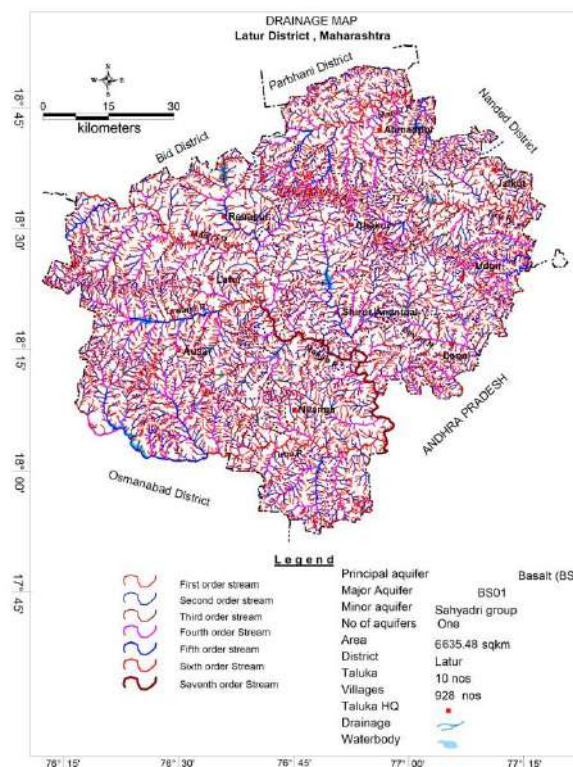 DRAINAGE MAP
Latur District , Maharashtra
Parbhani District
N
W E
S
0 15 30
kilometers
Bid District
Nanded District
Ahmadpur
Jalkot
Renapur
Chakur
Udgir
Latur
Shirur Anantpal
Deoni
Ausa
Nilanga
ANDHRA PRADESH
Osmanabad District
18° 45'
18° 30'
18° 15'
18° 00'
17° 45'
Legend
First order stream
Second order stream
Third order stream
Fourth order Stream
Fifth order stream
Sixth order Stream
Seventh order Stream
Principal aquifer Basalt (BS
Major Aquifer BS01
Minor aquifer Sahyadri group
No of aquifers One
Area 6635.48 sqkm
District Latur
Taluka 10 nos
Villages 928 nos
Taluka HQ
Drainage
Waterbody
76° 15' 76° 30' 76° 45' 77° 00' 77° 15'